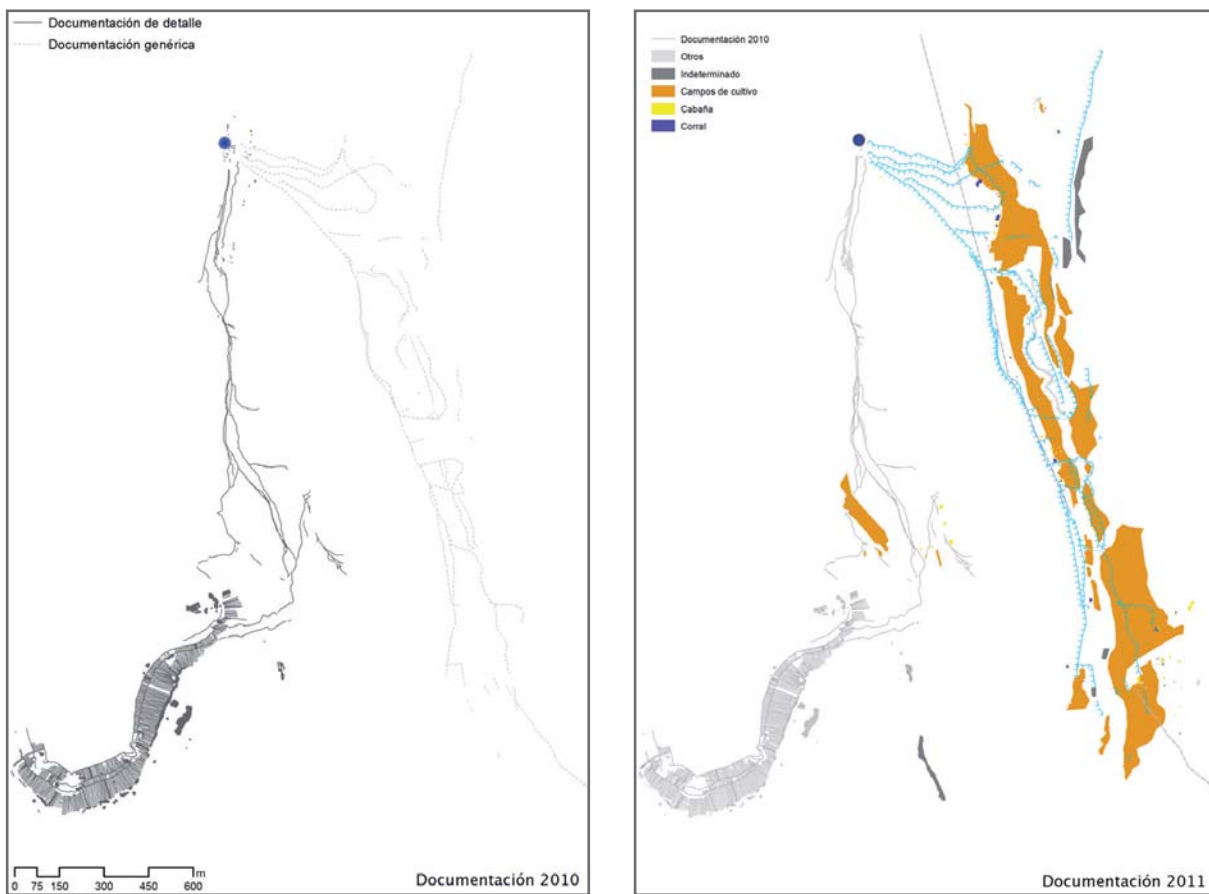 Documentación de detalle
Documentación genérica
m
0 75 150 300 450 600
Documentación 2010
Documentación 2010
Otros
Indeterminado
Campos de cultivo
Cabaña
Corral
Documentación 2011